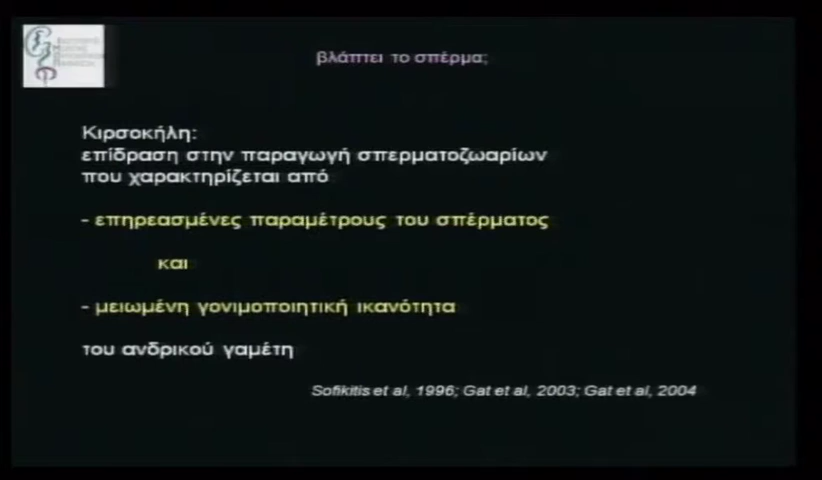 βλάπτει το σπέρμα;
Κιρσοκήλη:
επίδραση στην παραγωγή σπερματοζωαρίων
που χαρακτηρίζεται από
- επηρεασμένες παραμέτρους του σπέρματος
και
- μειωμένη γονιμοποιητική ικανότητα
του ανδρικού γαμέτη
Sofikitis et al, 1996; Gat et al, 2003; Gat et al, 2004